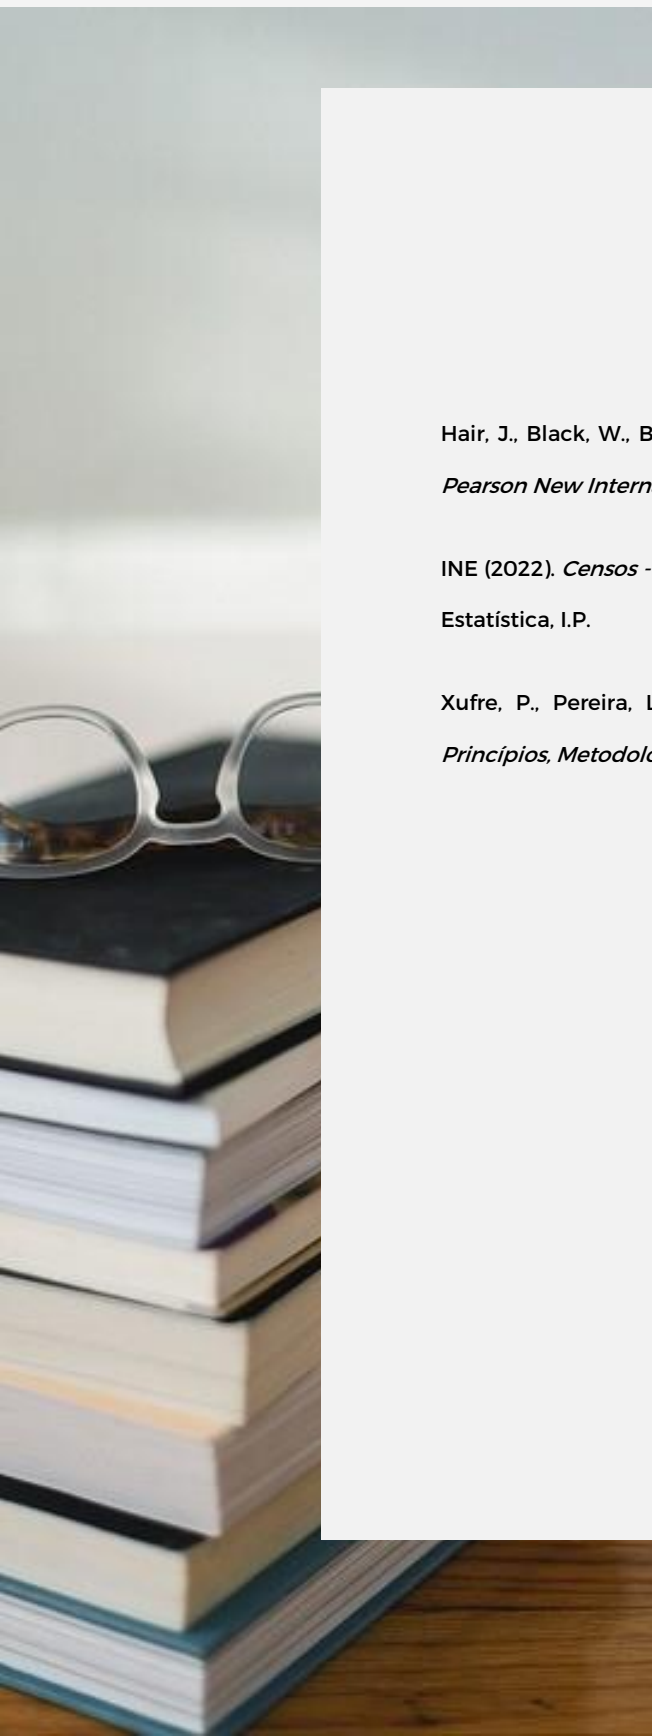 Hair, J., Black, W., B
Pearson New Intern
INE (2022). Censos -
Estatística, I.P.
Xufre, P., Pereira, L
Princípios, Metodolo